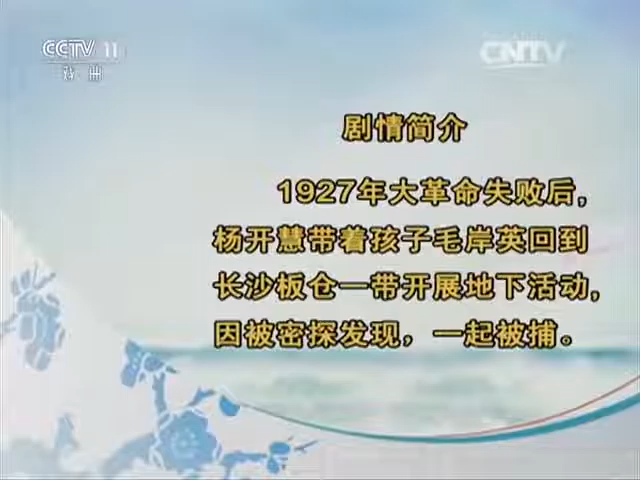 CCTV 11
戏曲
CNTV
剧情简介
1927年大革命失败后,
杨开慧带着孩子毛岸英回到
长沙板仓一带开展地下活动,
因被密探发现，一起被捕。